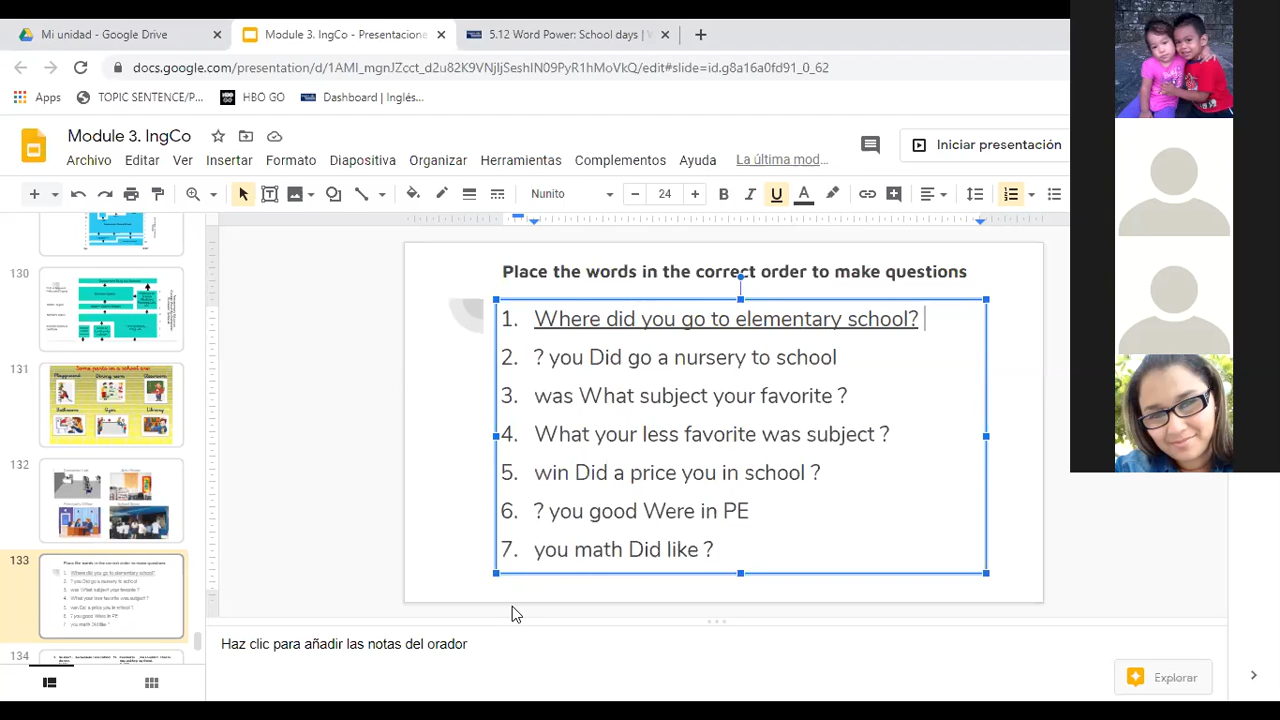 Mi unidad - Google Drive
Module 3. IngCo - Presentacione
5.12 Word Power: School days | V
docs.google.com/presentation/d/
/edit#slide=id.g8a16a0fd91_0_62
Apps
TOPIC SENTENCE/P...
HBO GO
Dashboard | Inglés...
Module 3. IngCo
Archivo Editar Ver Insertar Formato Diapositiva Organizar Herramientas Complementos Ayuda La última mod...
Iniciar presentación
Nunito
24
130
131
132
133
134
Place the words in the correct order to make questions
1. Where did you go to elementary school?
2. ? you Did go a nursery to school
3. was What subject your favorite ?
4. What your less favorite was subject ?
5. win Did a price you in school ?
6. ? you good Were in PE
7. you math Did like ?
Haz clic para añadir las notas del orador
Explorar